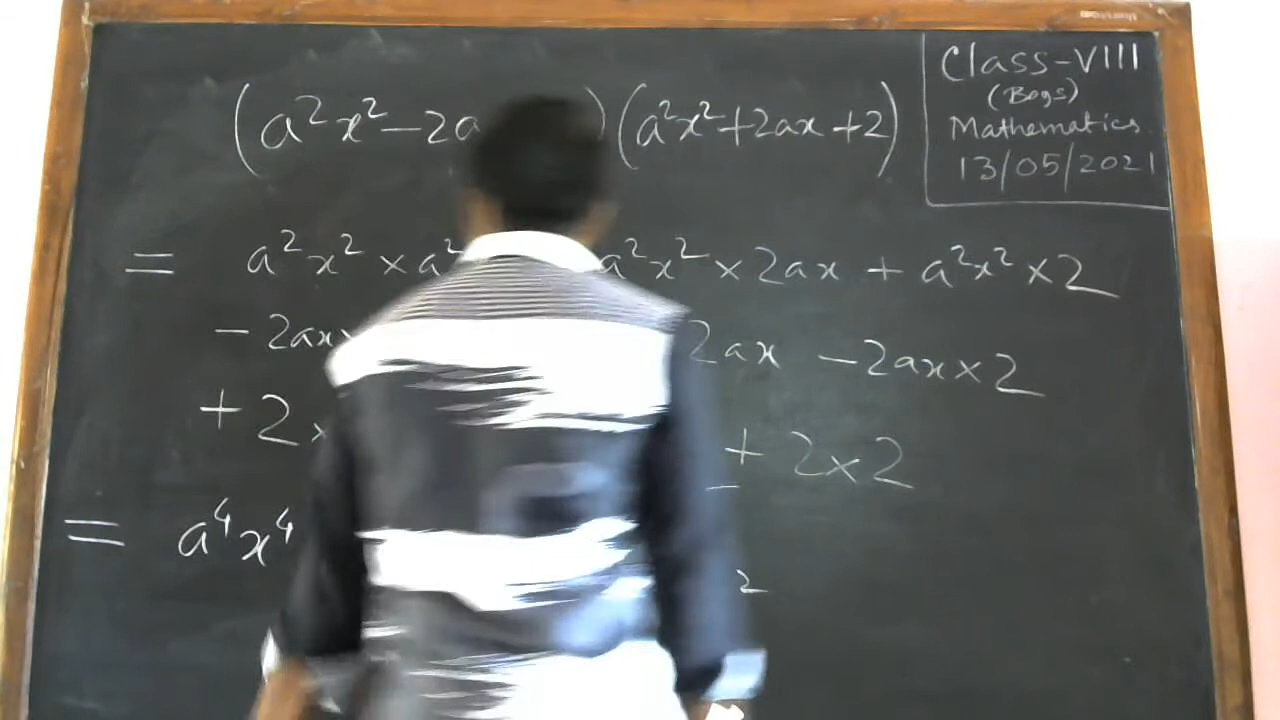 Class-VIII
(Boys)
Mathematics
13/05/2021
(a²x²-2a )(a²x²+2ax+2)
= a²x² × a² a²x² × 2ax + a²x² × 2
- 2ax× 2ax - 2ax × 2
+ 2 × + 2 × 2
= a⁴x⁴ ²